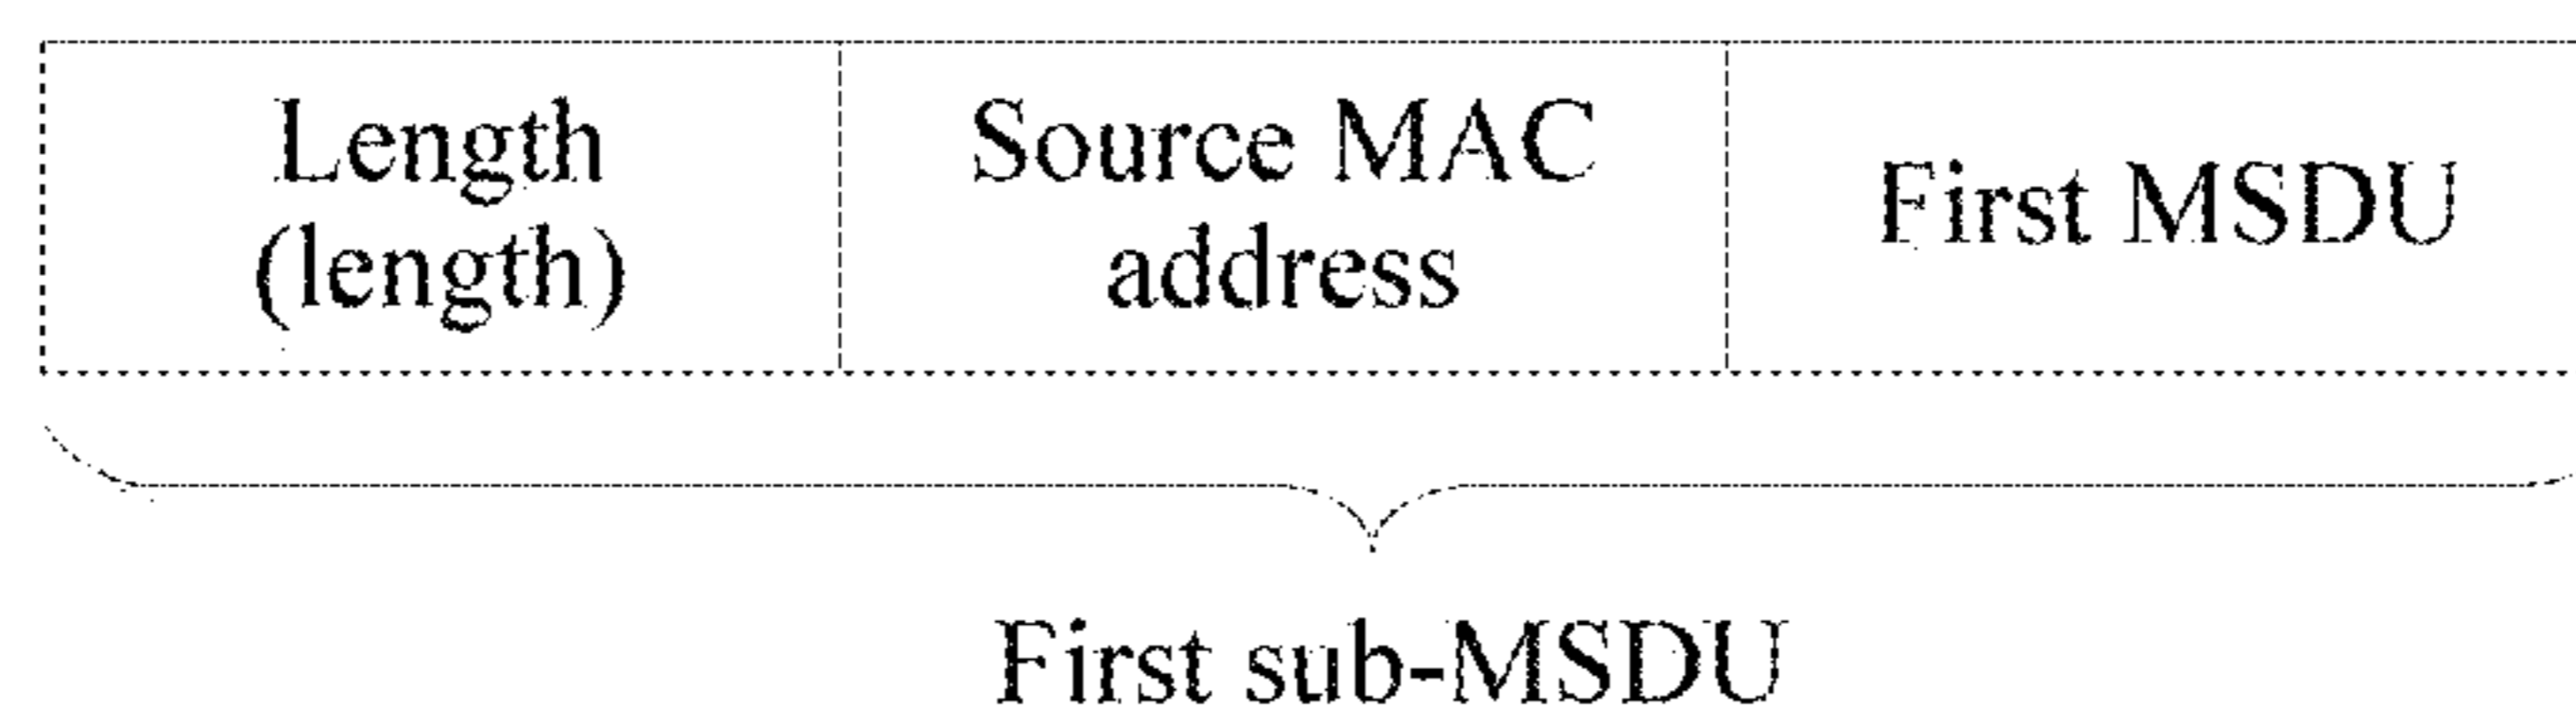 Length
(length)
Source MAC
address
First MSDU
First sub-MSDU